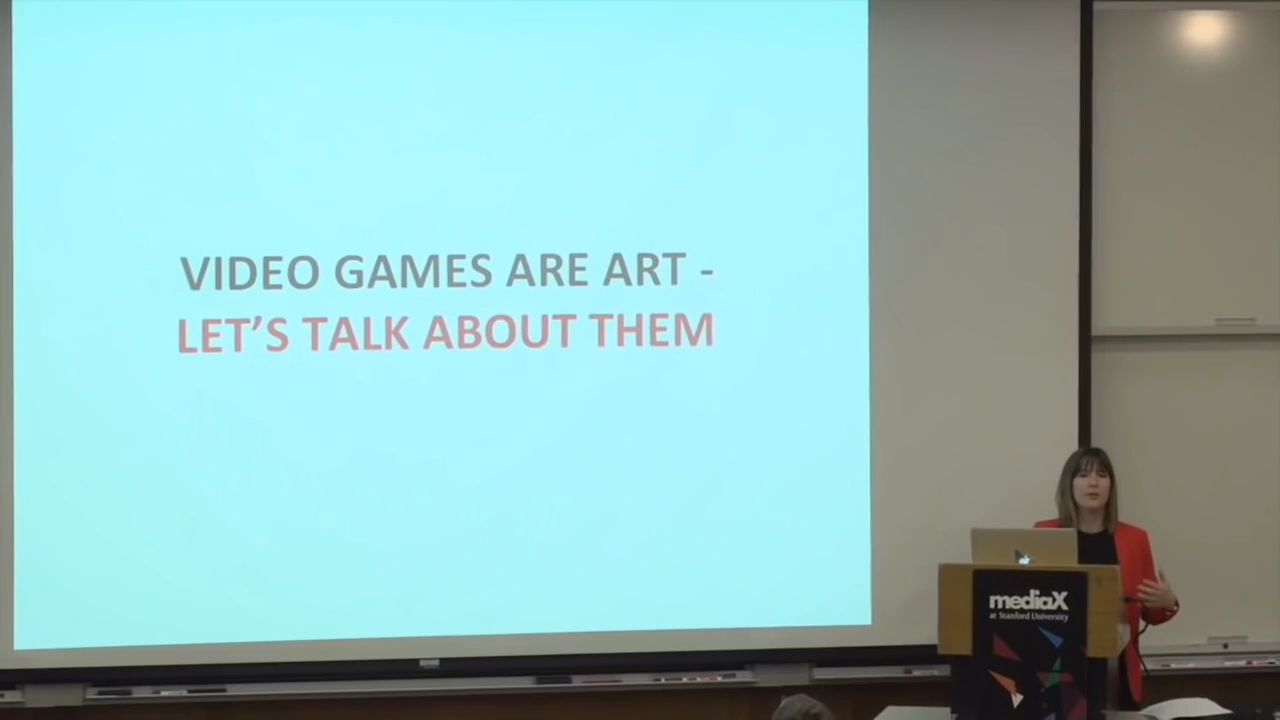 VIDEO GAMES ARE ART -
LET'S TALK ABOUT THEM
mediaX
at Stanford University